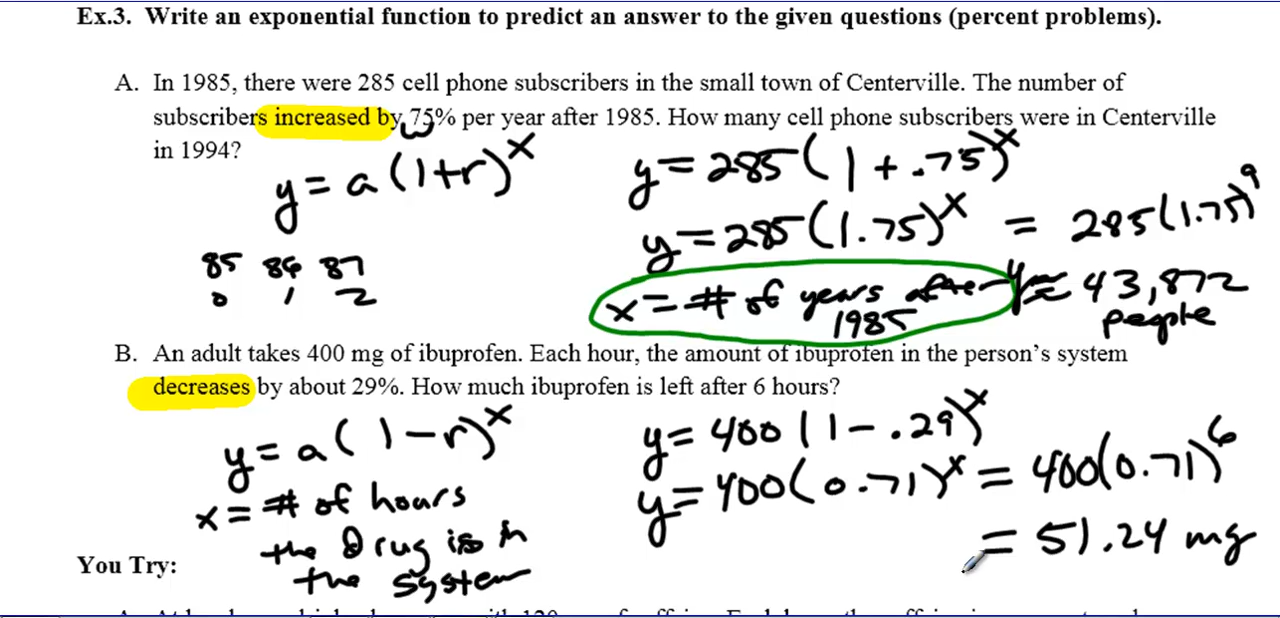 Ex.3. Write an exponential function to predict an answer to the given questions (percent problems).
A. In 1985, there were 285 cell phone subscribers in the small town of Centerville. The number of
subscribers increased by 75% per year after 1985. How many cell phone subscribers were in Centerville
in 1994?
y = a(1+r)^x
y = 285(1 + .75)^x
y = 285(1.75)^x = 285(1.75)^9
85 86 87
0 1 2
x = # of years after
1985
y ≈ 43,872
people
B. An adult takes 400 mg of ibuprofen. Each hour, the amount of ibuprofen in the person's system
decreases by about 29%. How much ibuprofen is left after 6 hours?
y = a(1-r)^x
y = 400(1 - .29)^x
y = 400(0.71)^x = 400(0.71)^6
= 51.24 mg
x = # of hours
the Drug is in
the system
You Try: